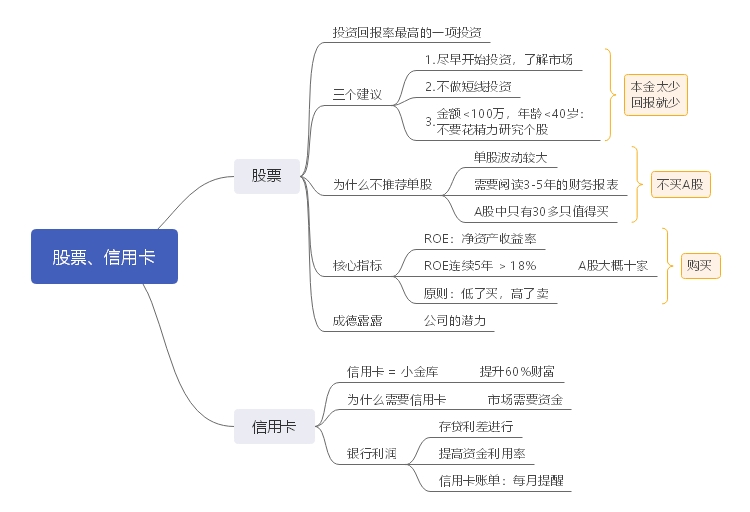 股票、信用卡
股票
投资回报率最高的一项投资
三个建议
1.尽早开始投资，了解市场
2.不做短线投资
3.金额<100万，年龄<40岁：
不要花精力研究个股
本金太少
回报就少
为什么不推荐单股
单股波动较大
需要阅读3-5年的财务报表
A股中只有30多只值得买
不买A股
核心指标
ROE：净资产收益率
ROE连续5年 > 18%
A股大概十家
原则：低了买，高了卖
购买
成德露露
公司的潜力
信用卡
信用卡 = 小金库
提升60%财富
为什么需要信用卡
市场需要资金
银行利润
存贷利差进行
提高资金利用率
信用卡账单：每月提醒